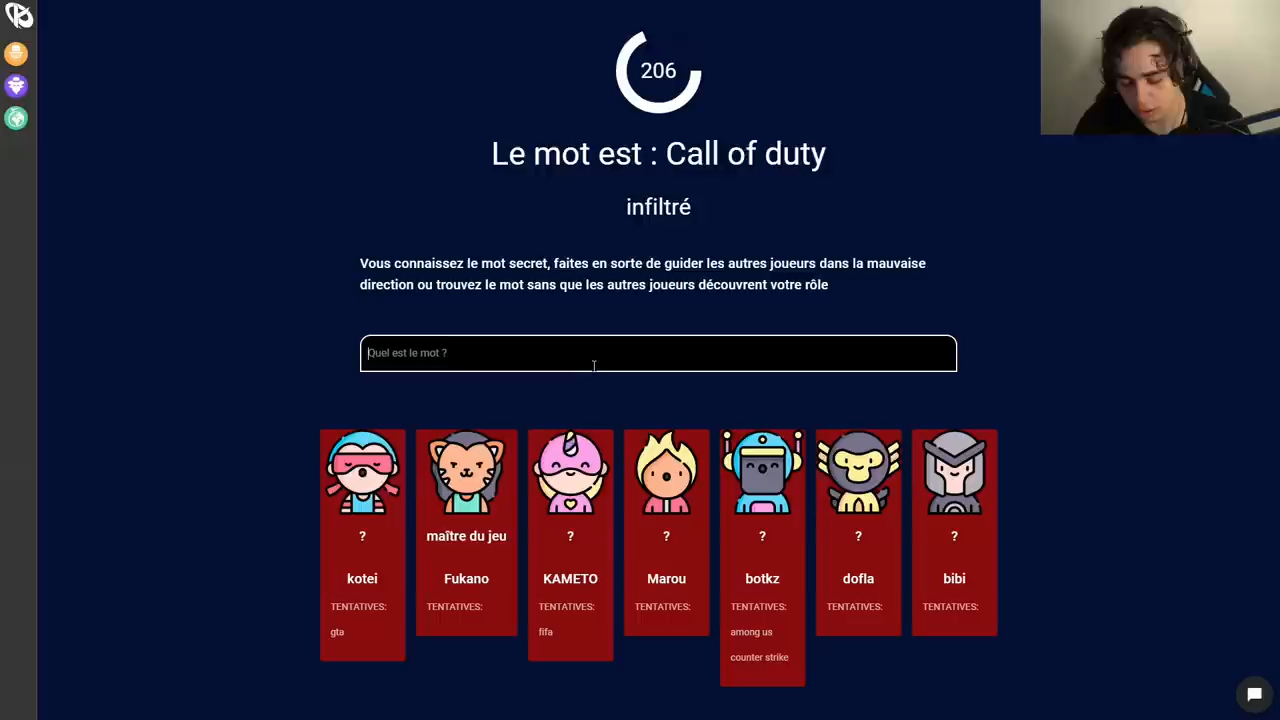 206
Le mot est : Call of duty
infiltré
Vous connaissez le mot secret, faites en sorte de guider les autres joueurs dans la mauvaise
direction ou trouvez le mot sans que les autres joueurs découvrent votre rôle
Quel est le mot ?
? maître du jeu ? ? ? ? ?
kotei Fukano KAMETO Marou botkz dofla bibi
TENTATIVES: TENTATIVES: TENTATIVES: TENTATIVES: TENTATIVES: TENTATIVES: TENTATIVES:
gta fifa among us
counter strike